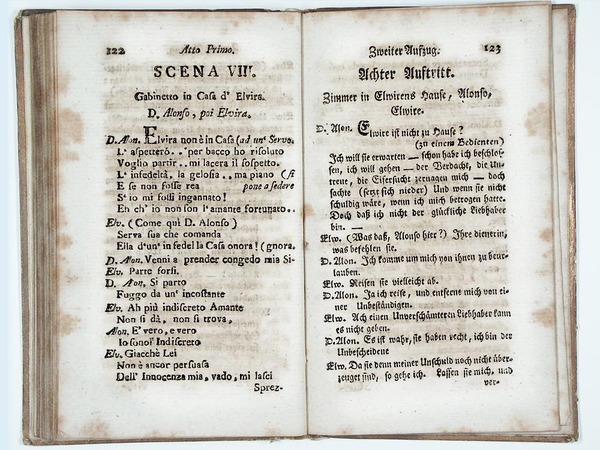 122 Atto Primo.
SCENA VIII.
Gabinetto in Casa d' Elvira.
D. Alonso, poi Elvira.
D. Alon. Elvira non è in Casa (ad un' Servo.
L' aspetterò.. per bacco ho risoluto
Voglio partir.. mi lacera il sospetto.
L' infedeltà, la gelosia.. ma piano (si
E se non fosse rea pone a sedere
S' io mi fossi ingannato!
Eh ch' io non son l'amante fortunato..
Elv. (Come quì D. Alonso)
Serva sua che comanda
Ella d'un' infedel la Casa onora! (gnora.
D. Alon. Venni a prender congedo mia Si-
Elv. Parte forsi.
D. Alon. Si parto
Fuggo da un' incostante
Elv. Ah più indiscreto Amante
Non si dà, non si trova,
Alon. E' vero, e vero
Io sono l' Indiscreto
Elv. Giacchè Lei
Non è ancor persuasa
Dell' Innocenza mia, vado, mi lasci
Sprez-
Zweiter Aufzug. 123
Achter Auftritt.
Zimmer in Elwirens Hause, Alonso,
Elwire.
D. Alon. Elwire ist nicht zu Hause?
(zu einem Bedienten)
Ich will sie erwarten — schon habe ich beschlos-
sen, ich will gehen — der Verdacht, die Un-
treue, die Eifersucht zernagen mich — doch
sachte (setzt sich nieder) Und wenn sie nicht
schuldig wäre, wenn ich mich betrogen hatte.
Doch daß ich nicht der glückliche Liebhaber
bin. —
Elw. (Was daß, Alonso hier?) Ihre dienerin,
was befehlen sie.
D. Alon. Ich komme um mich von ihnen zu beur-
lauben.
Elw. Reisen sie vielleicht ab.
D. Alon. Ja ich reise, und entferne mich von ei-
ner Unbeständigen.
Elw. Ach einen Unverschämteren Liebhaber kann
es nicht geben.
D. Alon. Es ist wahr, sie haben recht, ich bin der
Unbescheidene
Elw. Da sie denn meiner Unschuld noch nicht über-
zeuget sind, so gehe ich. Lassen sie mich, und
ver-